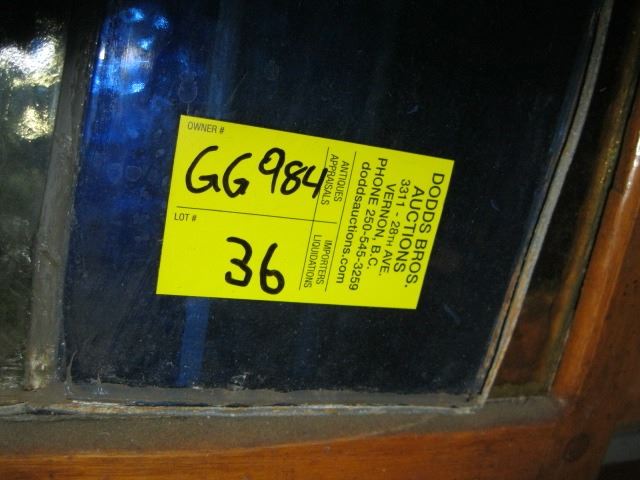 OWNER #
GG984
LOT #
36
ANTIQUES
APPRAISALS
IMPORTERS
LIQUIDATIONS
DODDS BROS.
AUCTIONS
3311 - 28TH AVE.
VERNON, B.C.
PHONE 250-545-3259
doddsauctions.com